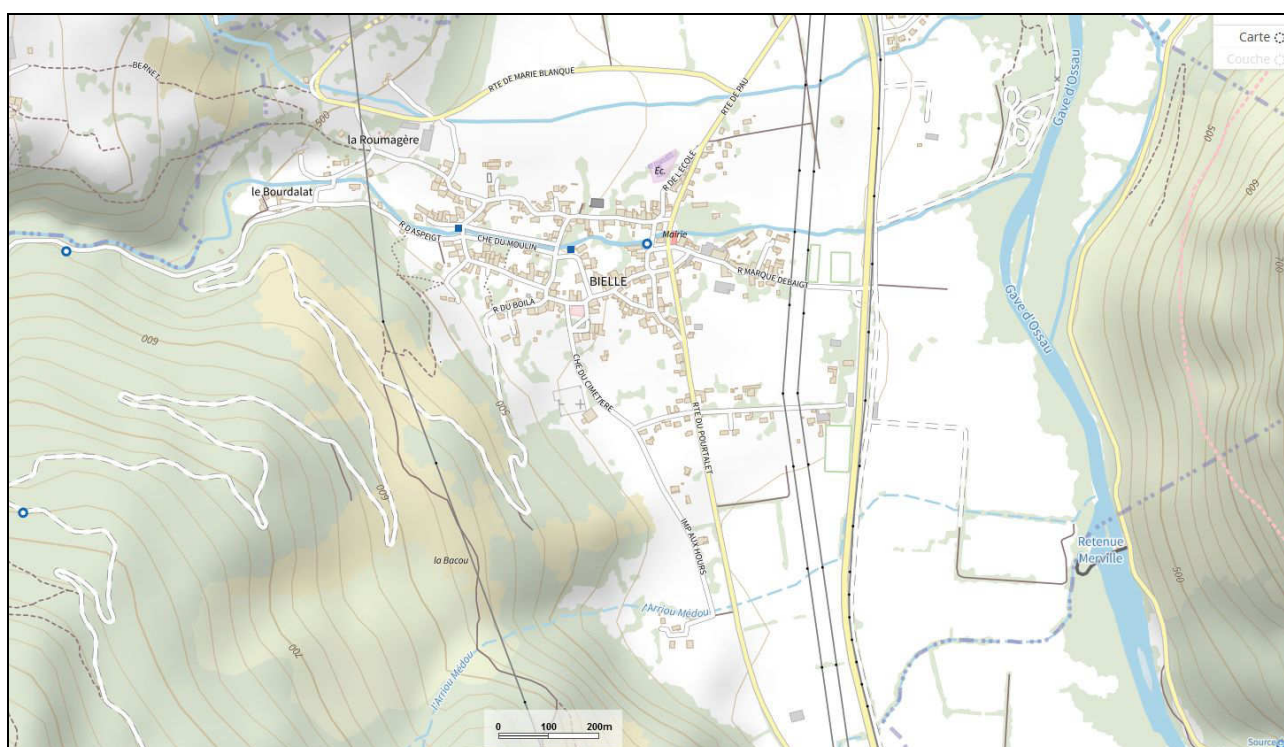 Carte
Couche
BERNET
RTE DE MARIE BLANQUE
RTE DE PAU
Gave d'Ossau
500
500
600
la Roumagère
Éc.
R DE L'ECOLE
le Bourdalat
R D ASPEIGT
CHE DU MOULIN
Mairie
BIELLE
R MARQUE DEBAIGT
700
R DU BOILA
Gave d'Ossau
600
CHE DU CIMETIERE
500
RTE DU POURTALET
600
IMP AUX HOURS
la Bacou
Retenue
Merville
500
l'Arriou Médou
700
l'Arriou Médou
0 100 200m
Source